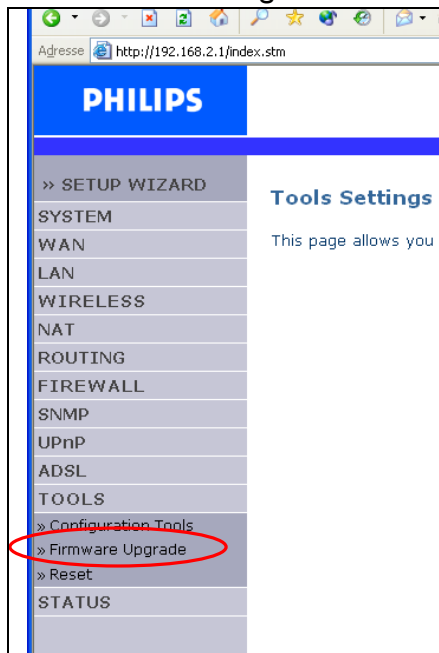 Adresse http://192.168.2.1/index.stm
PHILIPS
» SETUP WIZARD
SYSTEM
WAN
LAN
WIRELESS
NAT
ROUTING
FIREWALL
SNMP
UPnP
ADSL
TOOLS
» Configuration Tools
» Firmware Upgrade
» Reset
STATUS
Tools Settings
This page allows you